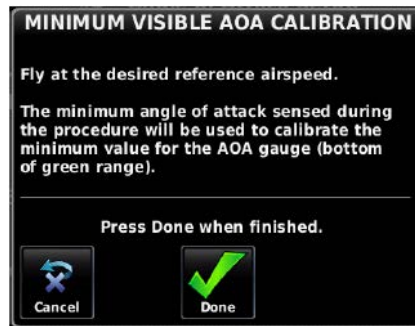 MINIMUM VISIBLE AOA CALIBRATION
Fly at the desired reference airspeed.
The minimum angle of attack sensed during
the procedure will be used to calibrate the
minimum value for the AOA gauge (bottom
of green range).
Press Done when finished.
Cancel
Done